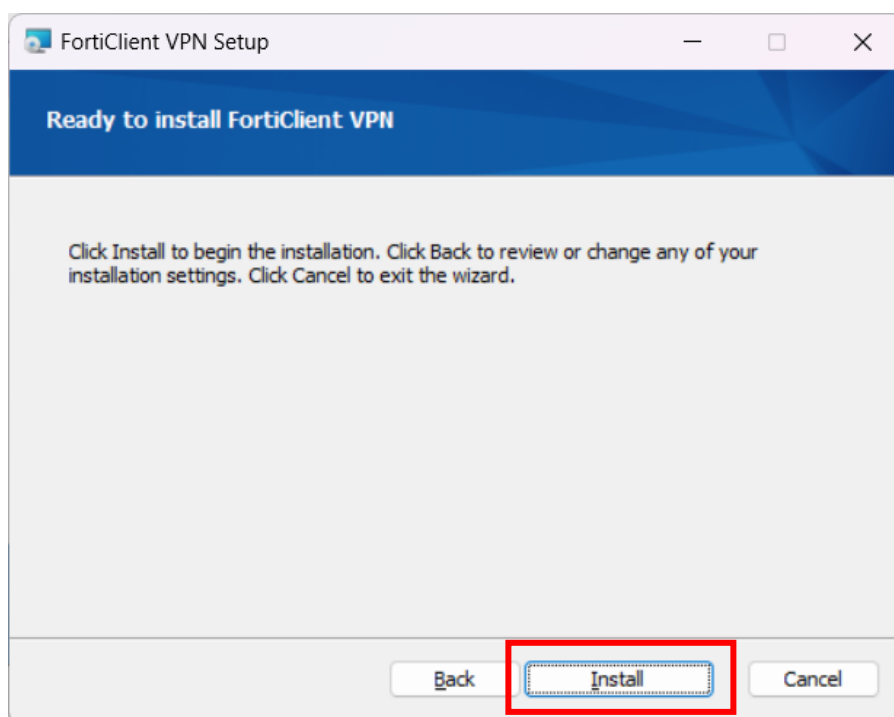 FortiClient VPN Setup
Ready to install FortiClient VPN
Click Install to begin the installation. Click Back to review or change any of your
installation settings. Click Cancel to exit the wizard.
Back
Install
Cancel